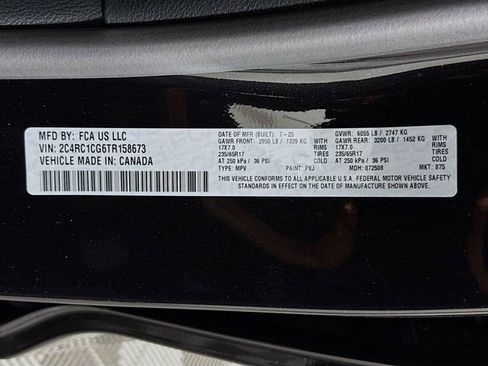 MFD BY: FCA US LLC
VIN: 2C4RC1CG6TR158673
VEHICLE MADE IN: CANADA
DATE OF MFR (BUILT): 7-25 GVWR: 6055 LB / 2747 KG
GAWR FRONT: 2950 LB / 1339 KG WITH GAWR REAR: 3200 LB / 1452 KG WITH
17X7.0 RIMS 17X7.0 RIMS
235/65R17 TIRES 235/65R17 TIRES
AT 250 kPa / 36 PSI AT 250 kPa / 36 PSI
TYPE: MPV PAINT: PXJ MDH: 072508 MKT: 875
THIS VEHICLE CONFORMS TO ALL APPLICABLE U.S.A. FEDERAL MOTOR VEHICLE SAFETY
STANDARDS IN EFFECT ON THE DATE OF MANUFACTURE SHOWN ABOVE.